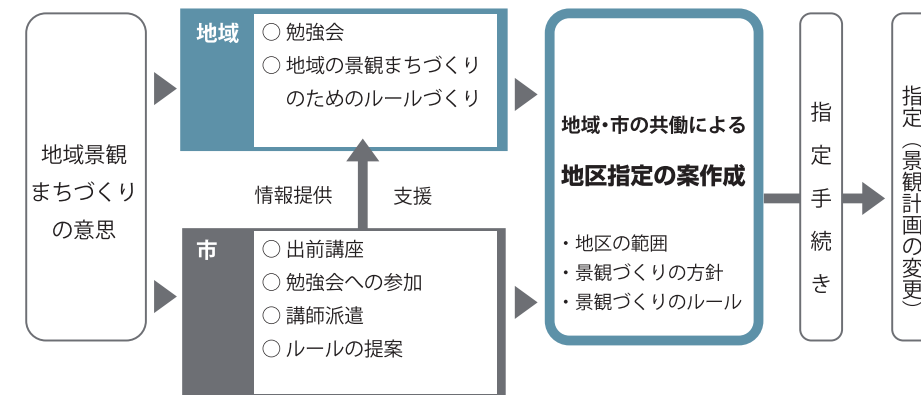 地域景観
まちづくり
の意思
地域
○ 勉強会
○ 地域の景観まちづくり
のためのルールづくり
情報提供
支援
市
○ 出前講座
○ 勉強会への参加
○ 講師派遣
○ ルールの提案
地域・市の共働による
地区指定の案作成
・地区の範囲
・景観づくりの方針
・景観づくりのルール
指定手続き
指定（景観計画の変更）